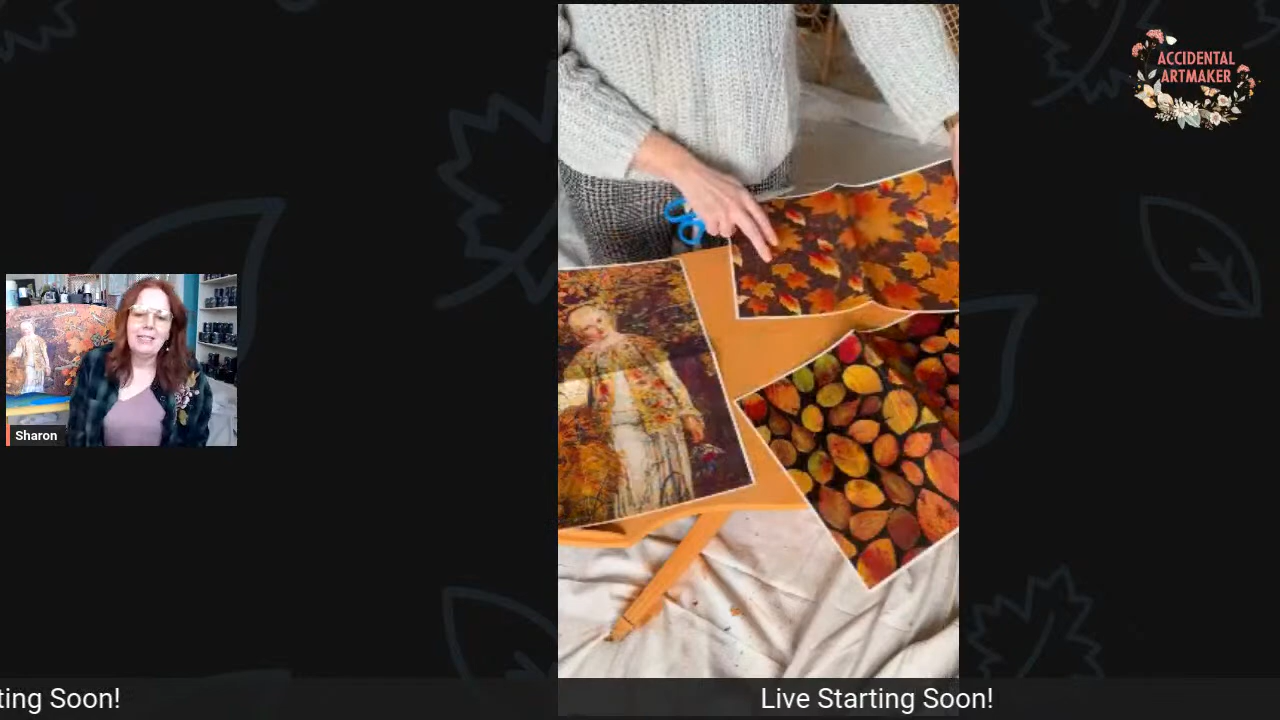 ACCIDENTAL
ARTMAKER
Sharon
ting Soon!
Live Starting Soon!